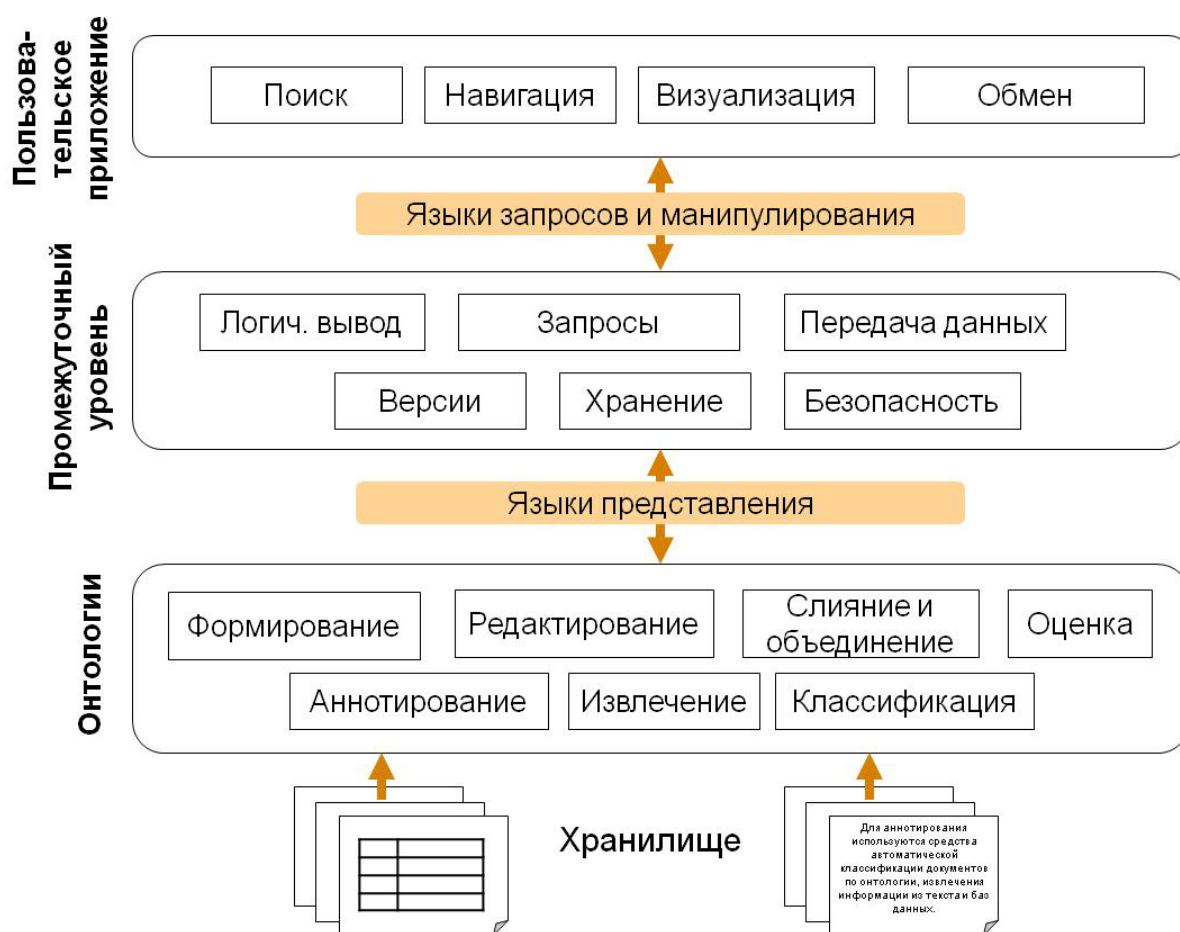 Пользова-
тельское
приложение
Поиск
Навигация
Визуализация
Обмен
Языки запросов и манипулирования
Промежуточный
уровень
Логич. вывод
Запросы
Передача данных
Версии
Хранение
Безопасность
Языки представления
Онтологии
Формирование
Редактирование
Слияние и
объединение
Оценка
Аннотирование
Извлечение
Классификация
Хранилище
Для аннотирования
используются средства
автоматической
классификации документов
по онтологии, извлечения
информации из текста и баз
данных.